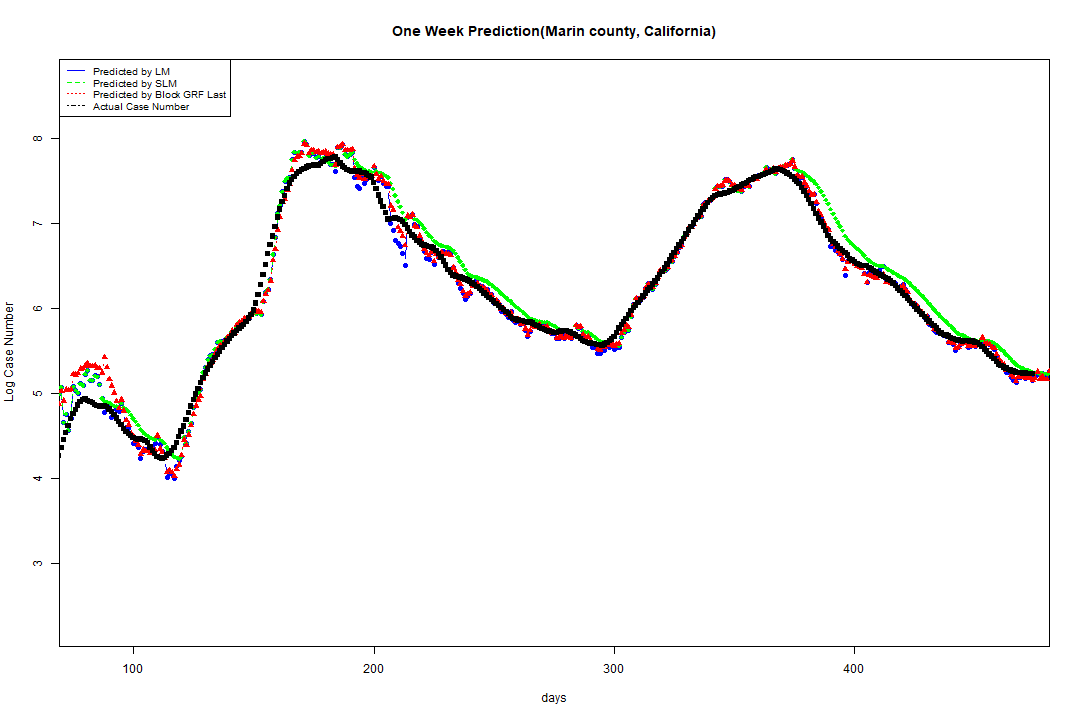 One Week Prediction(Marin county, California)
Predicted by LM
Predicted by SLM
Predicted by Block GRF Last
Actual Case Number
8
7
6
5
4
3
Log Case Number
100 200 300 400
days